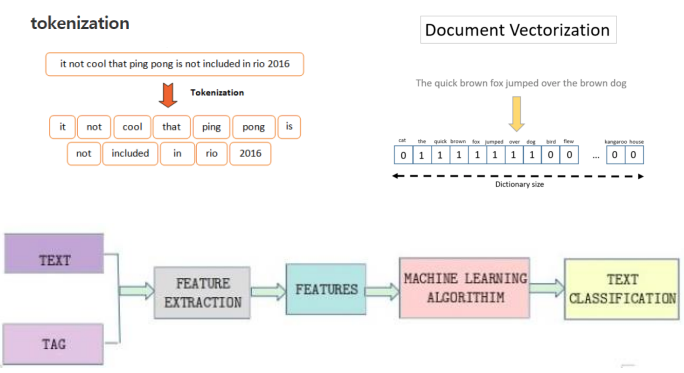 tokenization
it not cool that ping pong is not included in rio 2016
Tokenization
it not cool that ping pong is
not included in rio 2016
Document Vectorization
The quick brown fox jumped over the brown dog
cat the quick brown fox jumped over dog bird flew kangaroo house
0 1 1 1 1 1 1 1 0 0 ... 0 0
Dictionary size
TEXT
TAG
FEATURE
EXTRACTION
FEATURES
MACHINE LEARNING
ALGORITHIM
TEXT
CLASSIFICATION